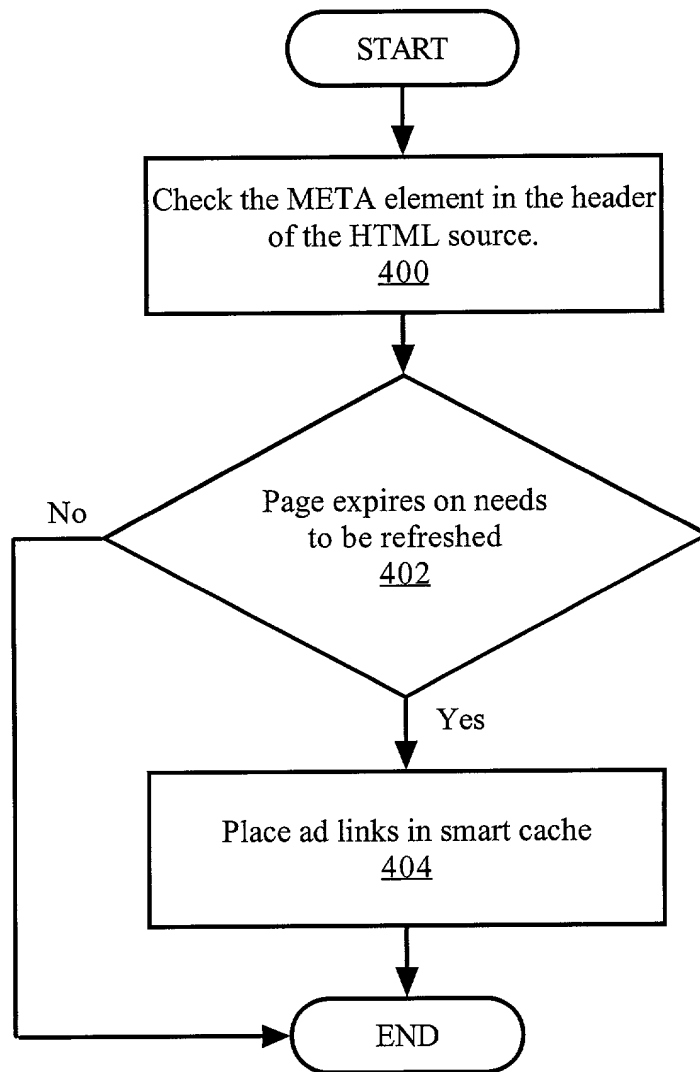 START
Check the META element in the header
of the HTML source.
400
Page expires on needs
to be refreshed
402
No
Yes
Place ad links in smart cache
404
END